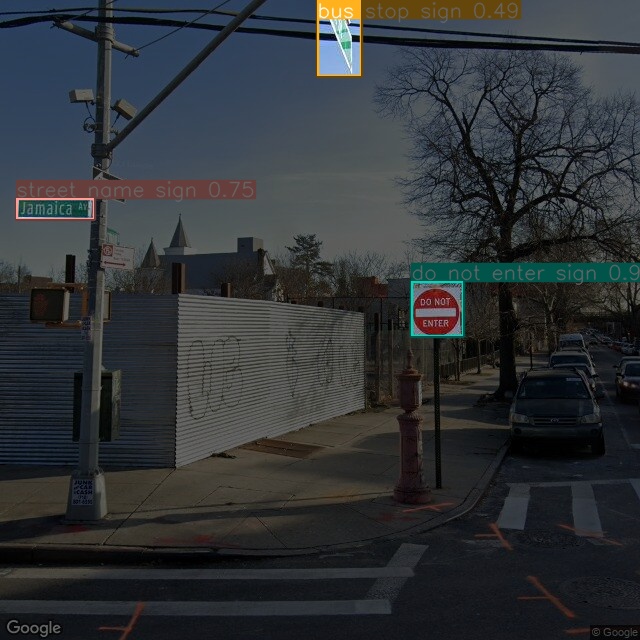 bus stop sign 0.49
street name sign 0.75
Jamaica Av
do not enter sign 0.9
DO NOT
ENTER
Google
© Google